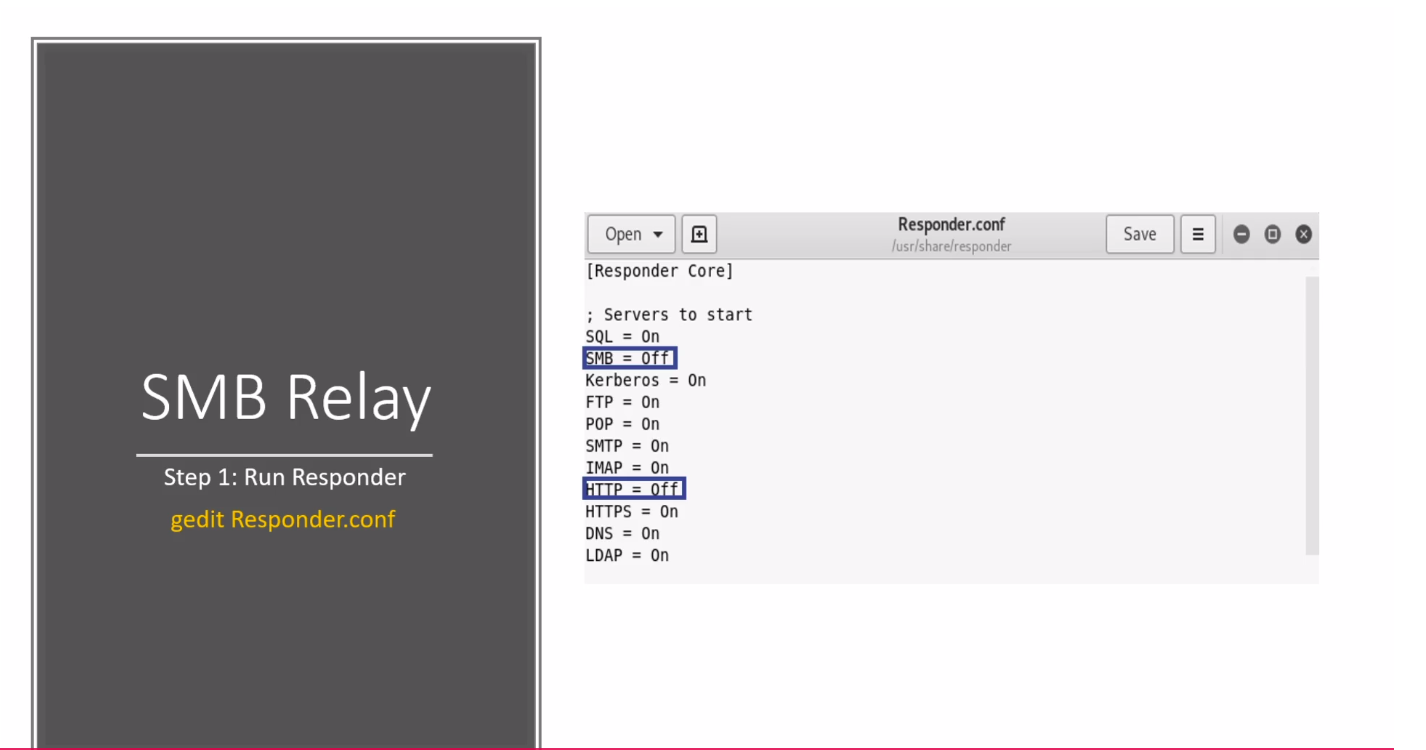 SMB Relay
Step 1: Run Responder
gedit Responder.conf
Open
Responder.conf
/usr/share/responder
Save
[Responder Core]
; Servers to start
SQL = On
SMB = Off
Kerberos = On
FTP = On
POP = On
SMTP = On
IMAP = On
HTTP = Off
HTTPS = On
DNS = On
LDAP = On